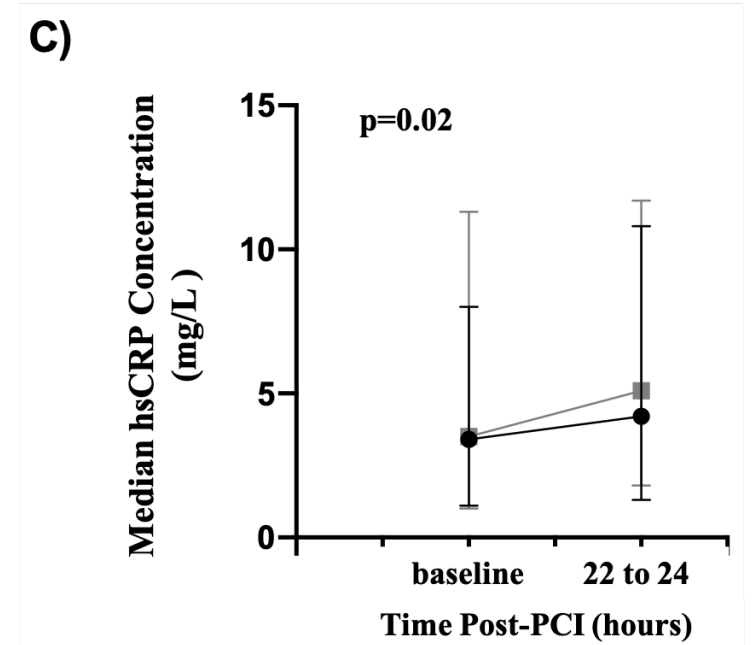 C)
Median hsCRP Concentration
(mg/L )
15
10
5
0
p=0.02
baseline 22 to 24
Time Post-PCI (hours)